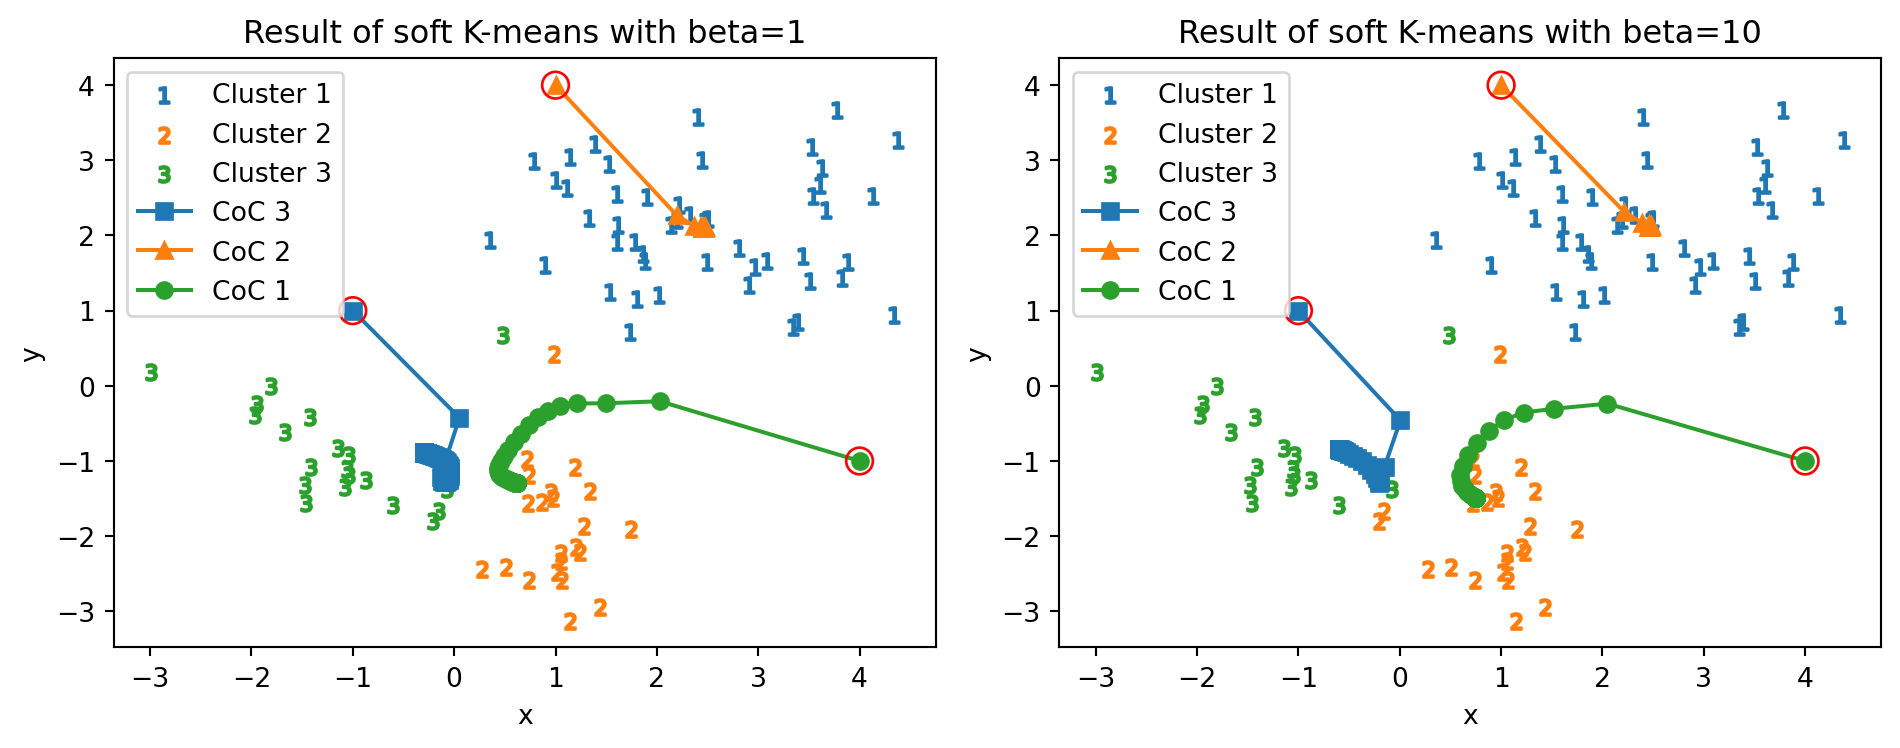 Result of soft K-means with beta=1
Cluster 1
Cluster 2
Cluster 3
CoC 3
CoC 2
CoC 1
4
3
2
1
0
−1
−2
−3
y
−3
−2
−1
0
1
2
3
4
x
Result of soft K-means with beta=10
Cluster 1
Cluster 2
Cluster 3
CoC 3
CoC 2
CoC 1
4
3
2
1
0
−1
−2
−3
y
−3
−2
−1
0
1
2
3
4
x